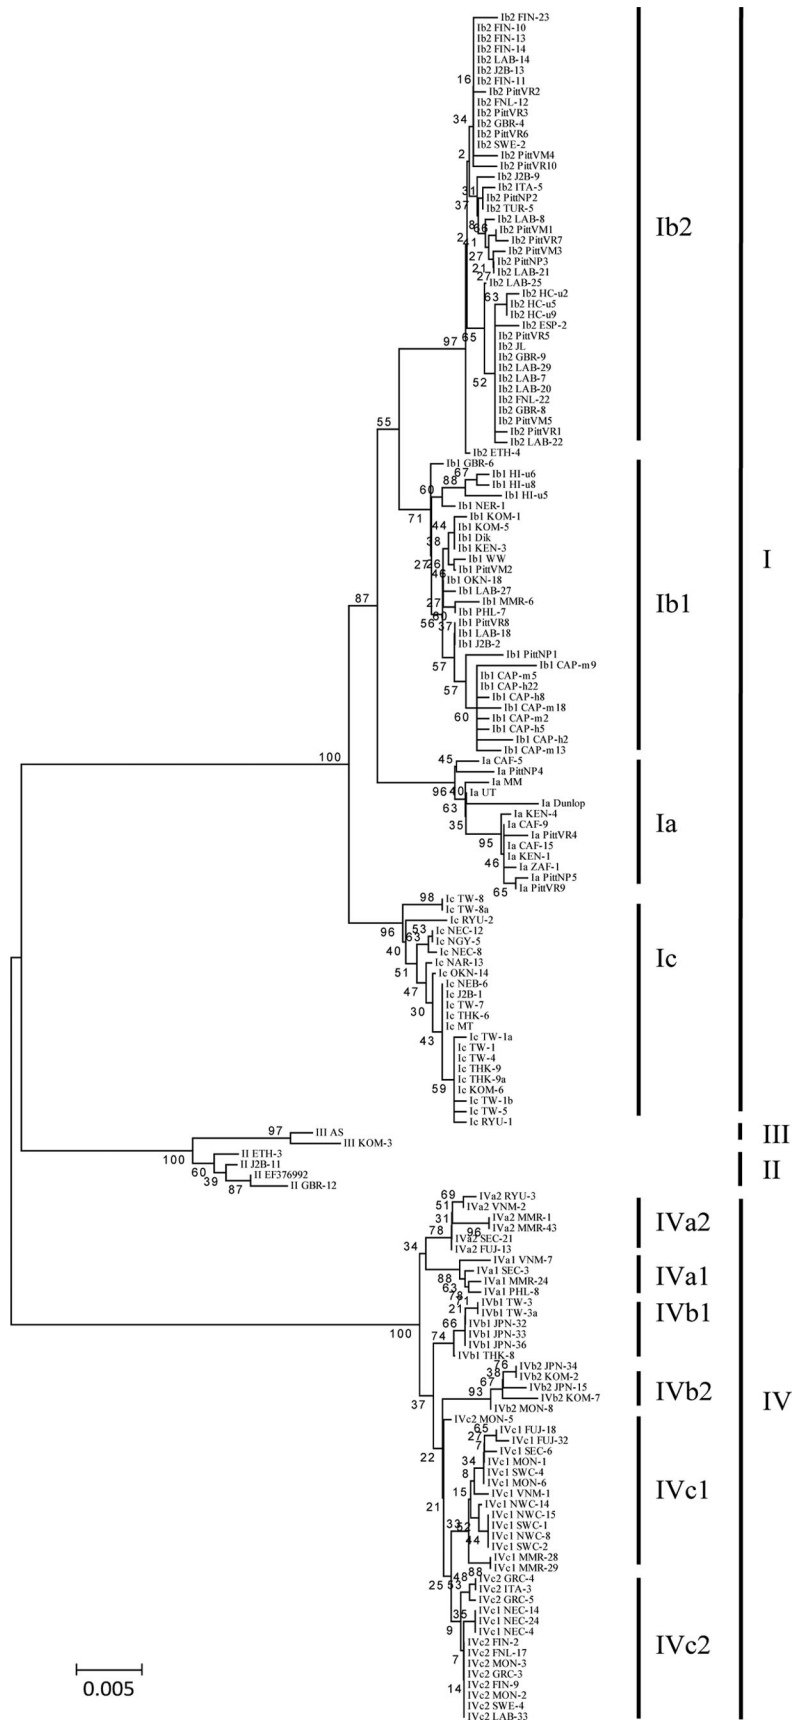 Ib2 FIN-23
Ib2 FIN-10
Ib2 FIN-13
Ib2 FIN-14
Ib2 LAB-14
Ib2 J2B-13
Ib2 FIN-11
16
Ib2 PittVR2
Ib2 FNL-12
Ib2 PittVR3
34
Ib2 GBR-4
Ib2 PittVR6
Ib2 SWE-2
2
Ib2 PittVM4
Ib2 PittVR10
Ib2 J2B-9
31
Ib2 ITA-5
Ib2 PittNP2
37
Ib2 TUR-5
Ib2 LAB-8
8
66
Ib2
Ib2 PittVM1
2
41
Ib2 PittVR7
Ib2 PittVM3
27
Ib2 PittNP3
21
Ib2 LAB-21
27
Ib2 LAB-25
63
Ib2 HC-u2
Ib2 HC-u5
Ib2 HC-u9
Ib2 ESP-2
97
65
Ib2 PittVR5
Ib2 JL
Ib2 GBR-9
Ib2 LAB-29
52
Ib2 LAB-7
Ib2 LAB-20
Ib2 FNL-22
Ib2 GBR-8
55
Ib2 PittVM5
Ib2 PittVR1
Ib2 LAB-22
Ib2 ETH-4
Ib1 GBR-6
67
Ib1 HI-u6
88
Ib1 HI-u8
60
Ib1 HI-u5
Ib1 NER-1
71
Ib1 KOM-1
44
Ib1 KOM-5
Ib1 Dik
38
Ib1 KEN-3
I
27
26
Ib1 WW
46
Ib1 PittVM2
Ib1 OKN-18
Ib1 LAB-27
87
27
Ib1 MMR-6
Ib1
60
Ib1 PHL-7
56
37
Ib1 PittVR8
Ib1 LAB-18
Ib1 J2B-2
Ib1 PittNP1
57
Ib1 CAP-m9
Ib1 CAP-m5
57
Ib1 CAP-h22
Ib1 CAP-h8
Ib1 CAP-m18
60
Ib1 CAP-m2
Ib1 CAP-h5
Ib1 CAP-h2
Ib1 CAP-m13
100
45
Ia CAF-5
Ia PittNP4
Ia MM
96
40
Ia UT
63
Ia Dunlop
Ia KEN-4
35
Ia CAF-9
Ia
Ia PittVR4
95
Ia CAF-15
Ia KEN-1
46
Ia ZAF-1
Ia PittNP5
65
Ia PittVR9
98
Ic TW-8
Ic TW-8a
Ic RYU-2
96
53
Ic NEC-12
63
Ic NGY-5
40
Ic NEC-8
Ic
Ic NAR-13
51
Ic OKN-14
Ic NEB-6
47
Ic J2B-1
Ic TW-7
30
Ic THK-6
Ic MT
43
Ic TW-1a
Ic TW-1
Ic TW-4
Ic THK-9
Ic THK-9a
59
Ic KOM-6
Ic TW-1b
Ic TW-5
Ic RYU-1
97
III AS
III
III KOM-3
100
II ETH-3
60
II J2B-11
II
39
II EF376992
87
II GBR-12
69
IVa2 RYU-3
51
IVa2 VNM-2
31
IVa2 MMR-1
IVa2
78
96
IVa2 MMR-43
IVa2 SEC-21
34
IVa2 FUJ-13
IVa1 VNM-7
88
IVa1 SEC-3
IVa1
63
IVa1 MMR-24
78
IVa1 PHL-8
71
IVb1 TW-3
21
IVb1 TW-3a
IVb1
66
IVb1 JPN-32
100
74
IVb1 JPN-33
IVb1 JPN-36
IVb1 THK-8
76
IVb2 JPN-34
38
IVb2 KOM-2
67
IVb2 JPN-15
IVb2
93
IVb2 KOM-7
IV
37
IVb2 MON-8
IVc2 MON-5
65
IVc1 FUJ-18
27
IVc1 FUJ-32
7
IVc1 SEC-6
22
34
IVc1 MON-1
8
IVc1 SWC-4
IVc1 MON-6
IVc1
15
IVc1 VNM-1
21
IVc1 NWC-14
IVc1 NWC-15
33
52
IVc1 SWC-1
IVc1 NWC-8
44
IVc1 SWC-2
IVc1 MMR-28
88
IVc1 MMR-29
48
IVc2 GRC-4
25
53
IVc2 ITA-3
IVc2 GRC-5
35
IVc1 NEC-14
IVc1 NEC-24
9
IVc1 NEC-4
IVc2 FIN-2
IVc2
IVc2 FNL-17
7
IVc2 MON-3
IVc2 GRC-3
IVc2 FIN-9
14
IVc2 MON-2
IVc2 SWE-4
IVc2 LAB-33
0.005